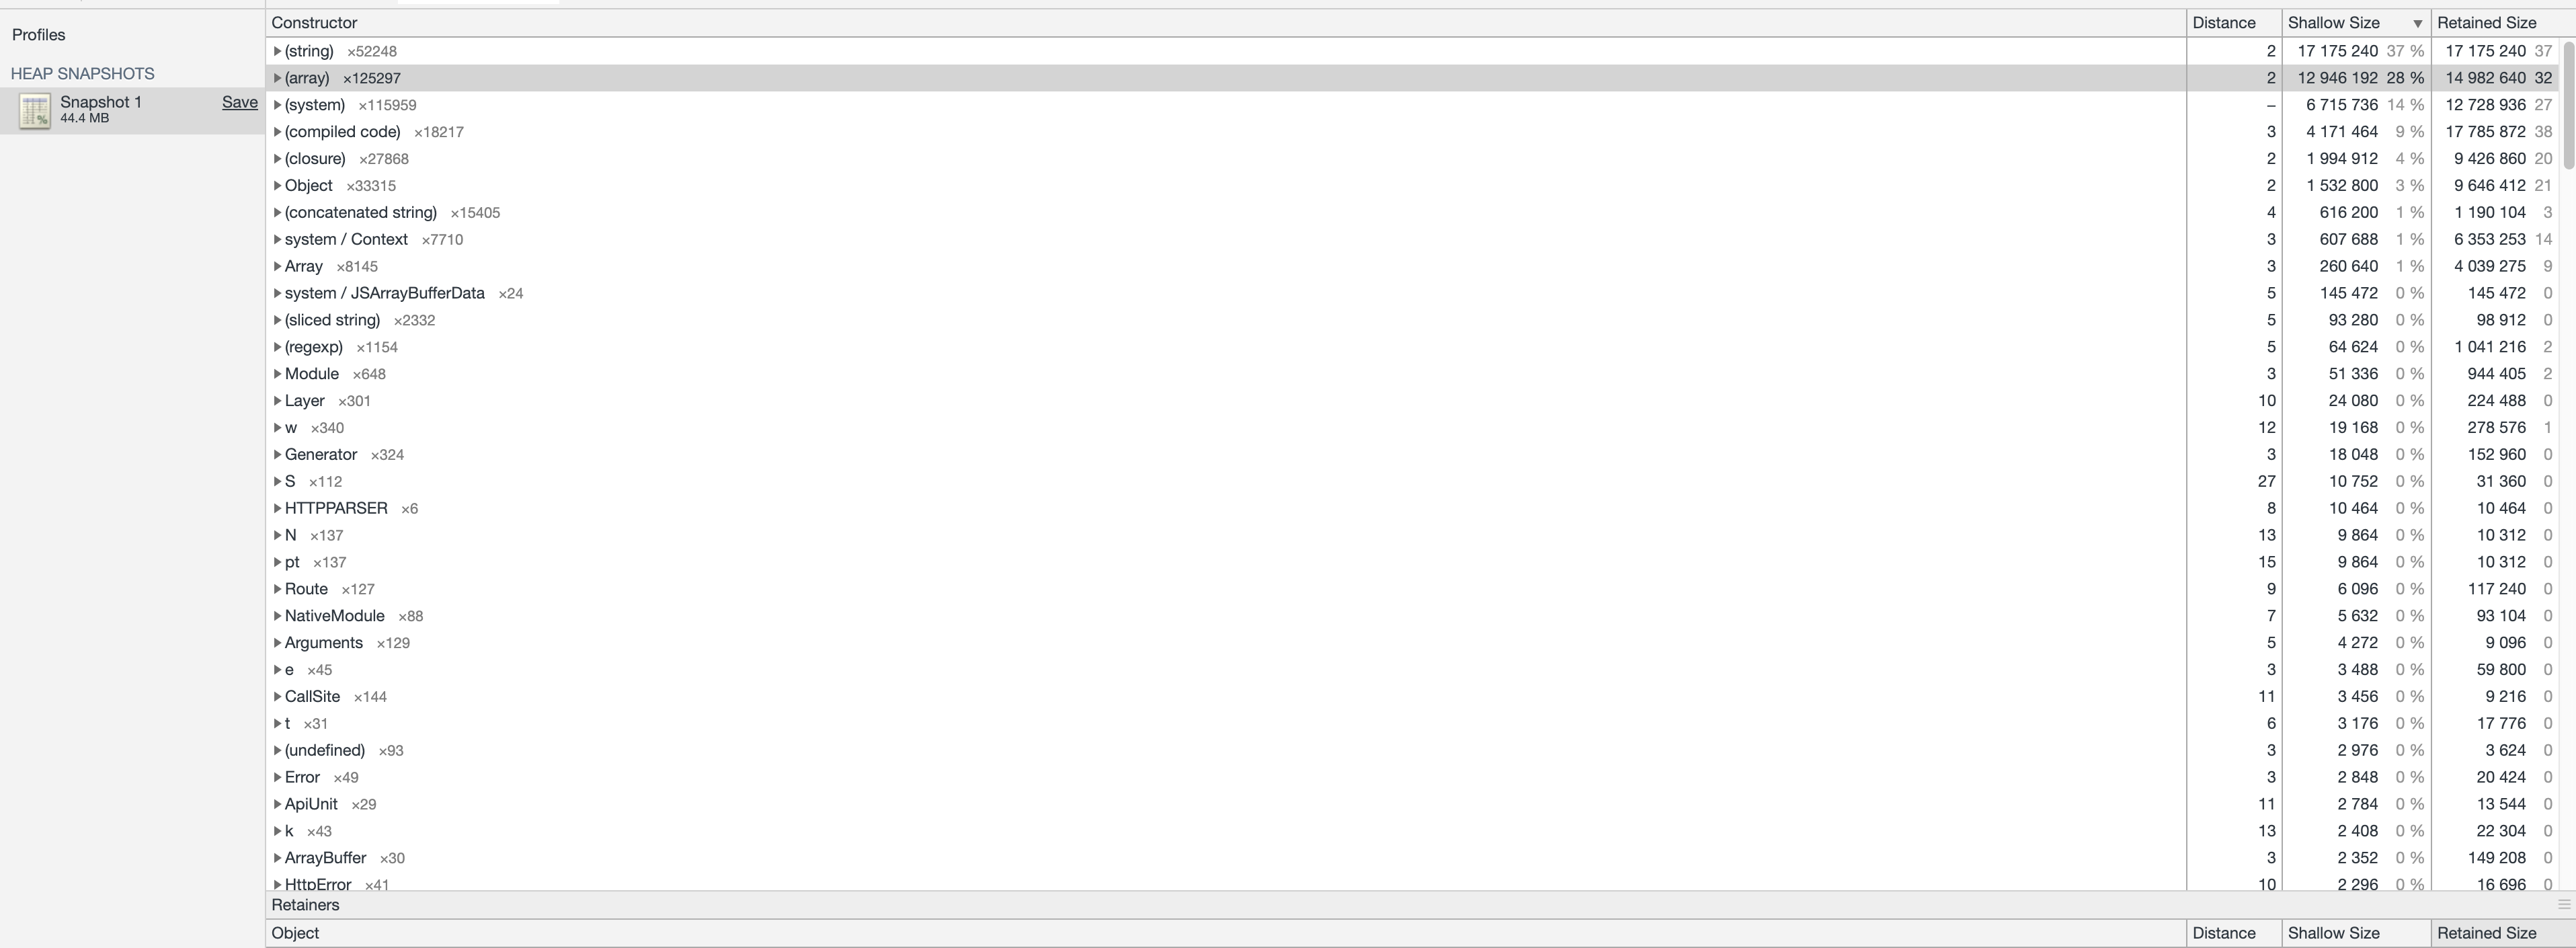 Profiles
HEAP SNAPSHOTS
Snapshot 1 Save
44.4 MB
Constructor Distance Shallow Size ▼ Retained Size
(string) ×52248 2 17 175 240 37 % 17 175 240 37
(array) ×125297 2 12 946 192 28 % 14 982 640 32
(system) ×115959 – 6 715 736 14 % 12 728 936 27
(compiled code) ×18217 3 4 171 464 9 % 17 785 872 38
(closure) ×27868 2 1 994 912 4 % 9 426 860 20
Object ×33315 2 1 532 800 3 % 9 646 412 21
(concatenated string) ×15405 4 616 200 1 % 1 190 104 3
system / Context ×7710 3 607 688 1 % 6 353 253 14
Array ×8145 3 260 640 1 % 4 039 275 9
system / JSArrayBufferData ×24 5 145 472 0 % 145 472 0
(sliced string) ×2332 5 93 280 0 % 98 912 0
(regexp) ×1154 5 64 624 0 % 1 041 216 2
Module ×648 3 51 336 0 % 944 405 2
Layer ×301 10 24 080 0 % 224 488 0
w ×340 12 19 168 0 % 278 576 1
Generator ×324 3 18 048 0 % 152 960 0
S ×112 27 10 752 0 % 31 360 0
HTTPPARSER ×6 8 10 464 0 % 10 464 0
N ×137 13 9 864 0 % 10 312 0
pt ×137 15 9 864 0 % 10 312 0
Route ×127 9 6 096 0 % 117 240 0
NativeModule ×88 7 5 632 0 % 93 104 0
Arguments ×129 5 4 272 0 % 9 096 0
e ×45 3 3 488 0 % 59 800 0
CallSite ×144 11 3 456 0 % 9 216 0
t ×31 6 3 176 0 % 17 776 0
(undefined) ×93 3 2 976 0 % 3 624 0
Error ×49 3 2 848 0 % 20 424 0
ApiUnit ×29 11 2 784 0 % 13 544 0
k ×43 13 2 408 0 % 22 304 0
ArrayBuffer ×30 3 2 352 0 % 149 208 0
HttpError ×41 10 2 296 0 % 16 696 0
Retainers
Object Distance Shallow Size Retained Size